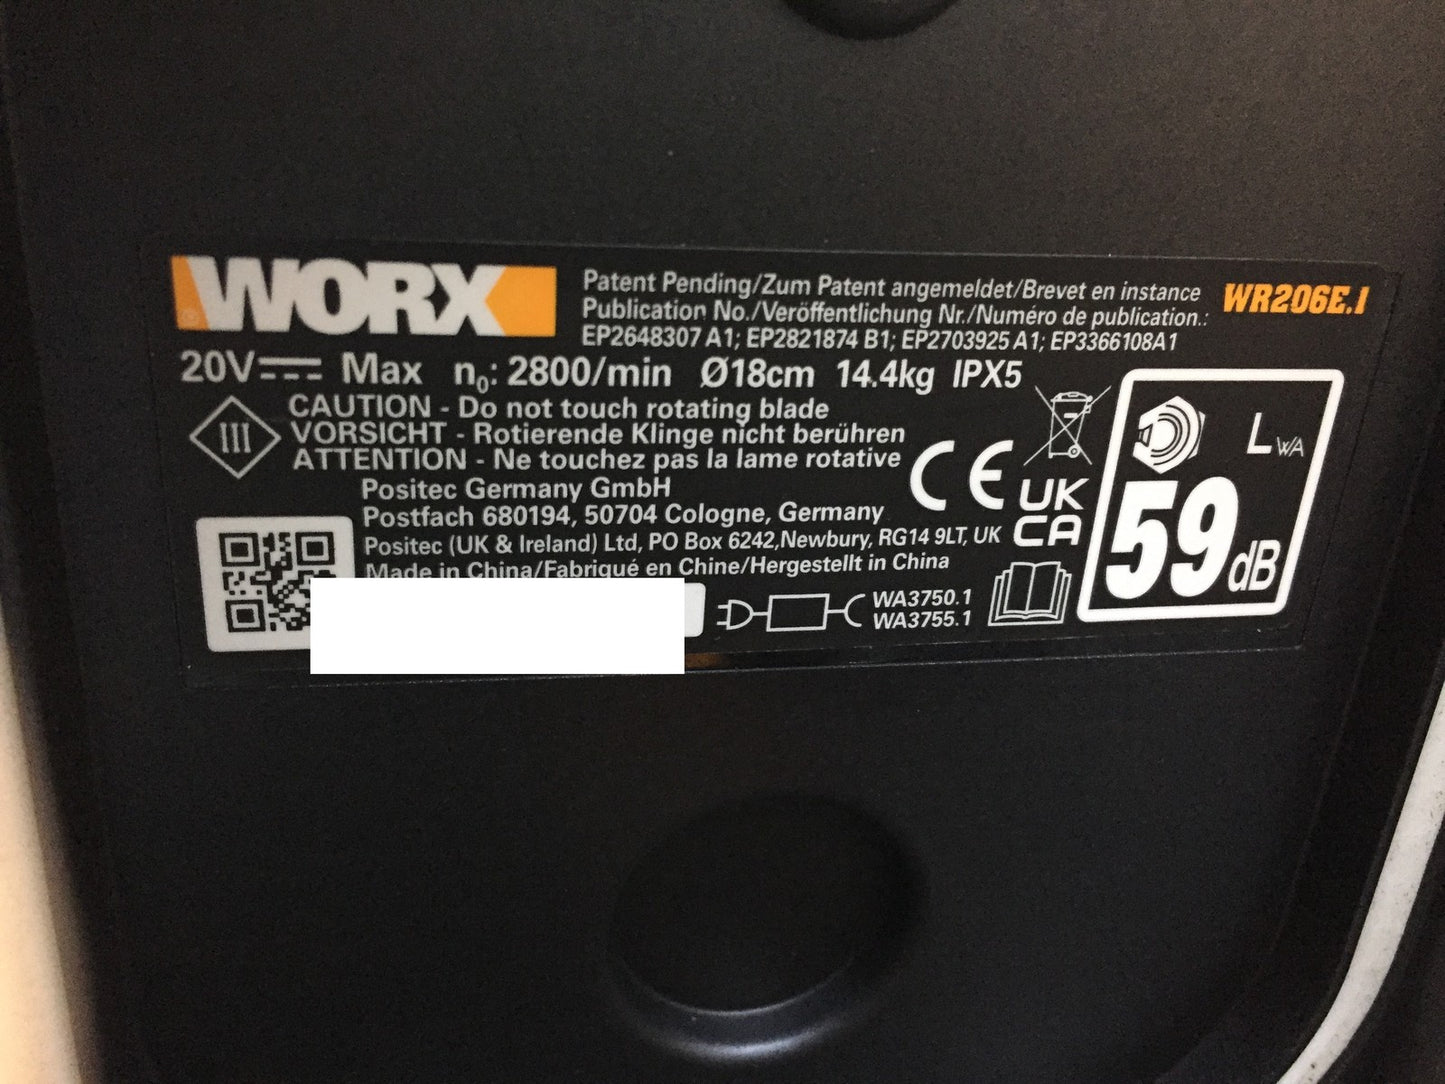 WORX
Patent Pending/Zum Patent angemeldet/Brevet en instance
WR206E.1
Publication No./Veröffentlichung Nr./Numéro de publication.:
EP2648307 A1; EP2821874 B1; EP2703925 A1; EP3366108A1
20V Max n₀: 2800/min Ø18cm 14.4kg IPX5
III
CAUTION - Do not touch rotating blade
VORSICHT - Rotierende Klinge nicht berühren
ATTENTION - Ne touchez pas la lame rotative
Positec Germany GmbH
Postfach 680194, 50704 Cologne, Germany
Positec (UK & Ireland) Ltd, PO Box 6242,Newbury, RG14 9LT, UK
Made in China/Fabriqué en Chine/Hergestellt in China
CE
UK
CA
WA3750.1
WA3755.1
LWA
59dB